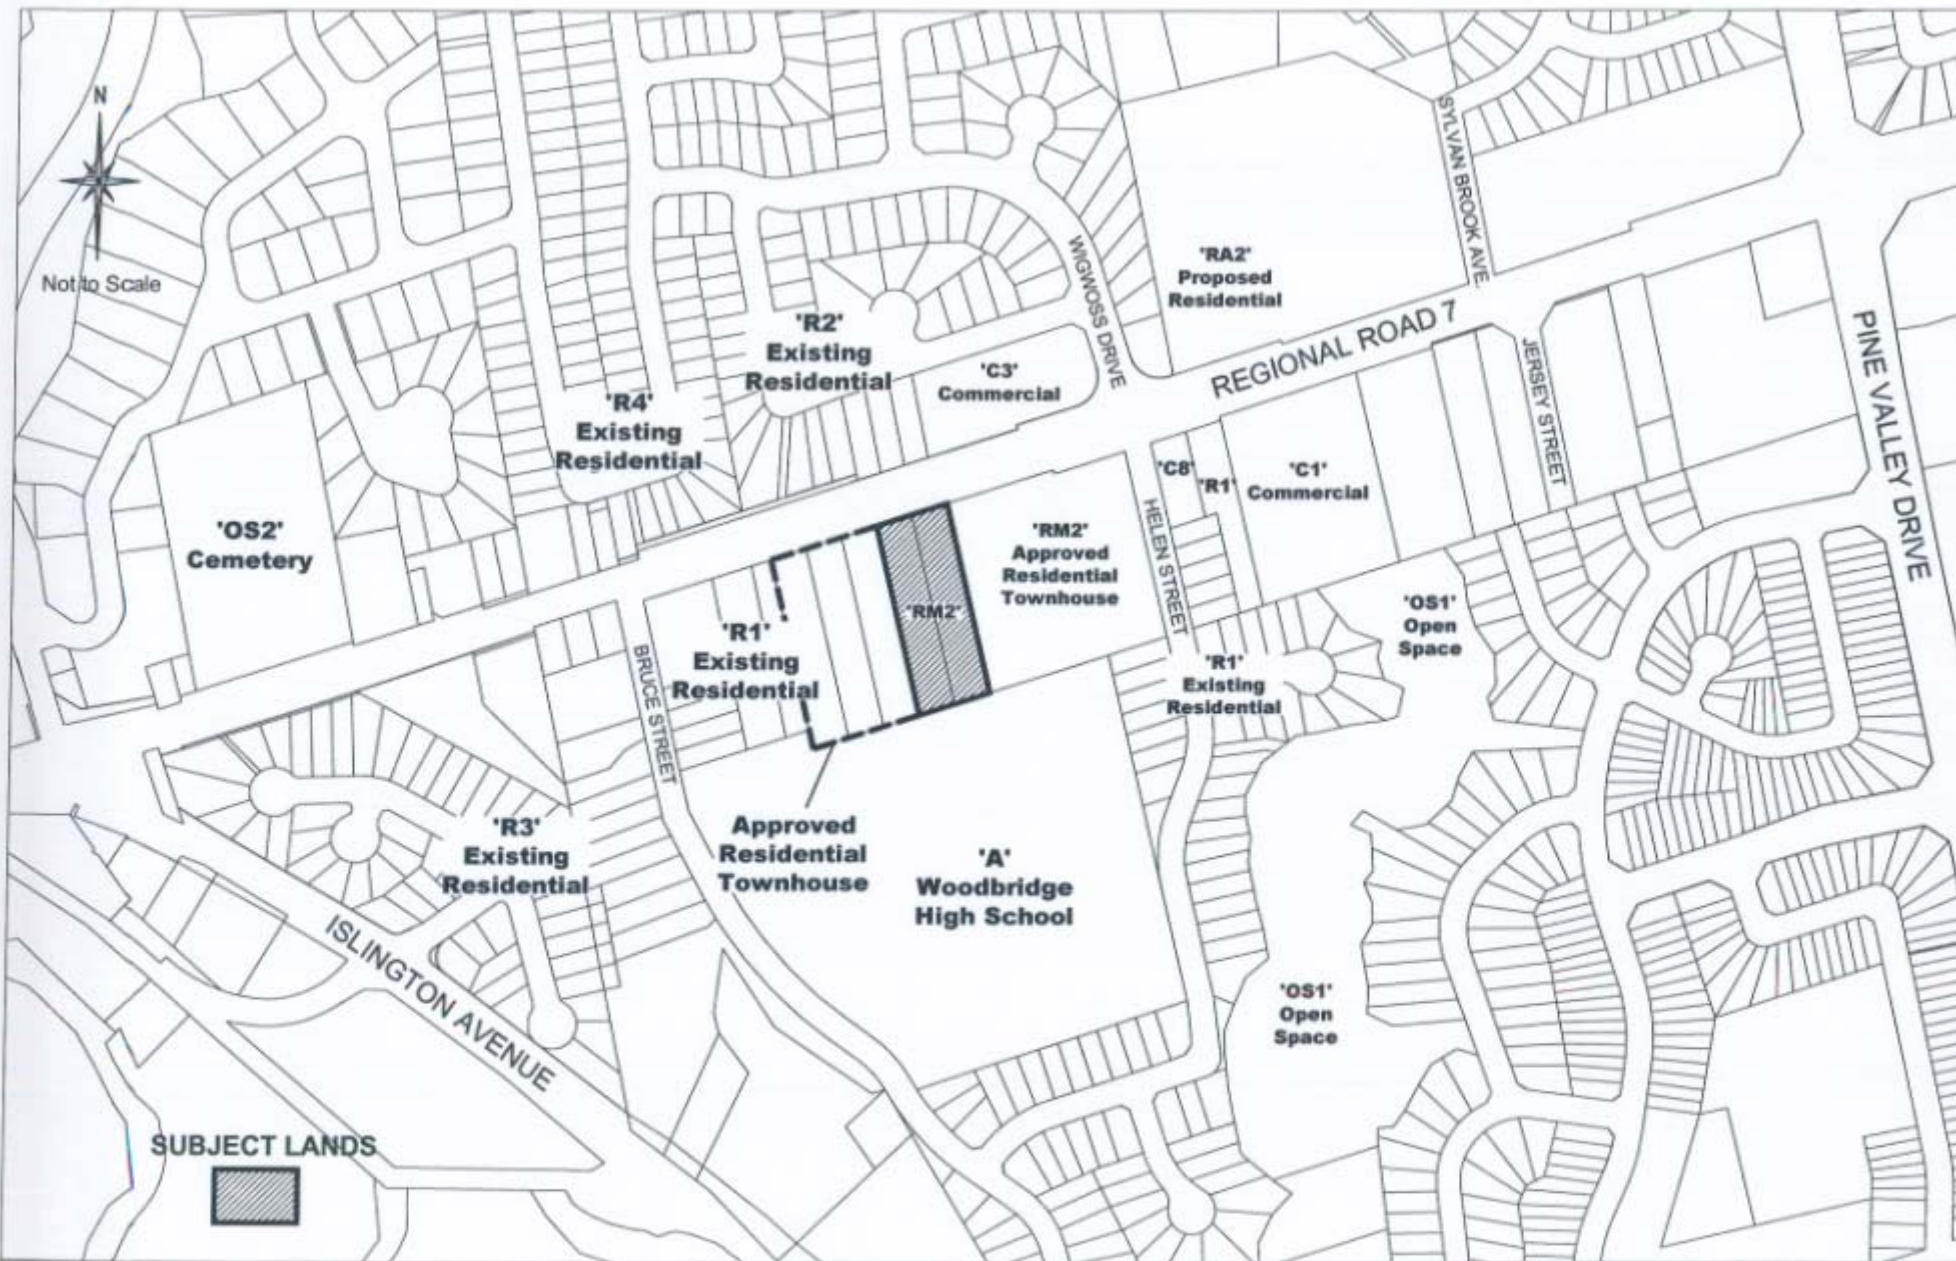 N
Not to Scale
SYLVAN BROOK AVE
WIGWOSS DRIVE
'RA2'
Proposed
Residential
REGIONAL ROAD 7
JERSEY STREET
PINE VALLEY DRIVE
'R2'
Existing
Residential
'C3'
Commercial
'R4'
Existing
Residential
'OS2'
Cemetery
'C8'
'R1'
'C1'
Commercial
HELEN STREET
'RM2'
Approved
Residential
Townhouse
'RM2'
'R1'
Existing
Residential
BRUCE STREET
'OS1'
Open
Space
'R1'
Existing
Residential
'R3'
Existing
Residential
Approved
Residential
Townhouse
'A'
Woodbridge
High School
ISLINGTON AVENUE
'OS1'
Open
Space
SUBJECT LANDS